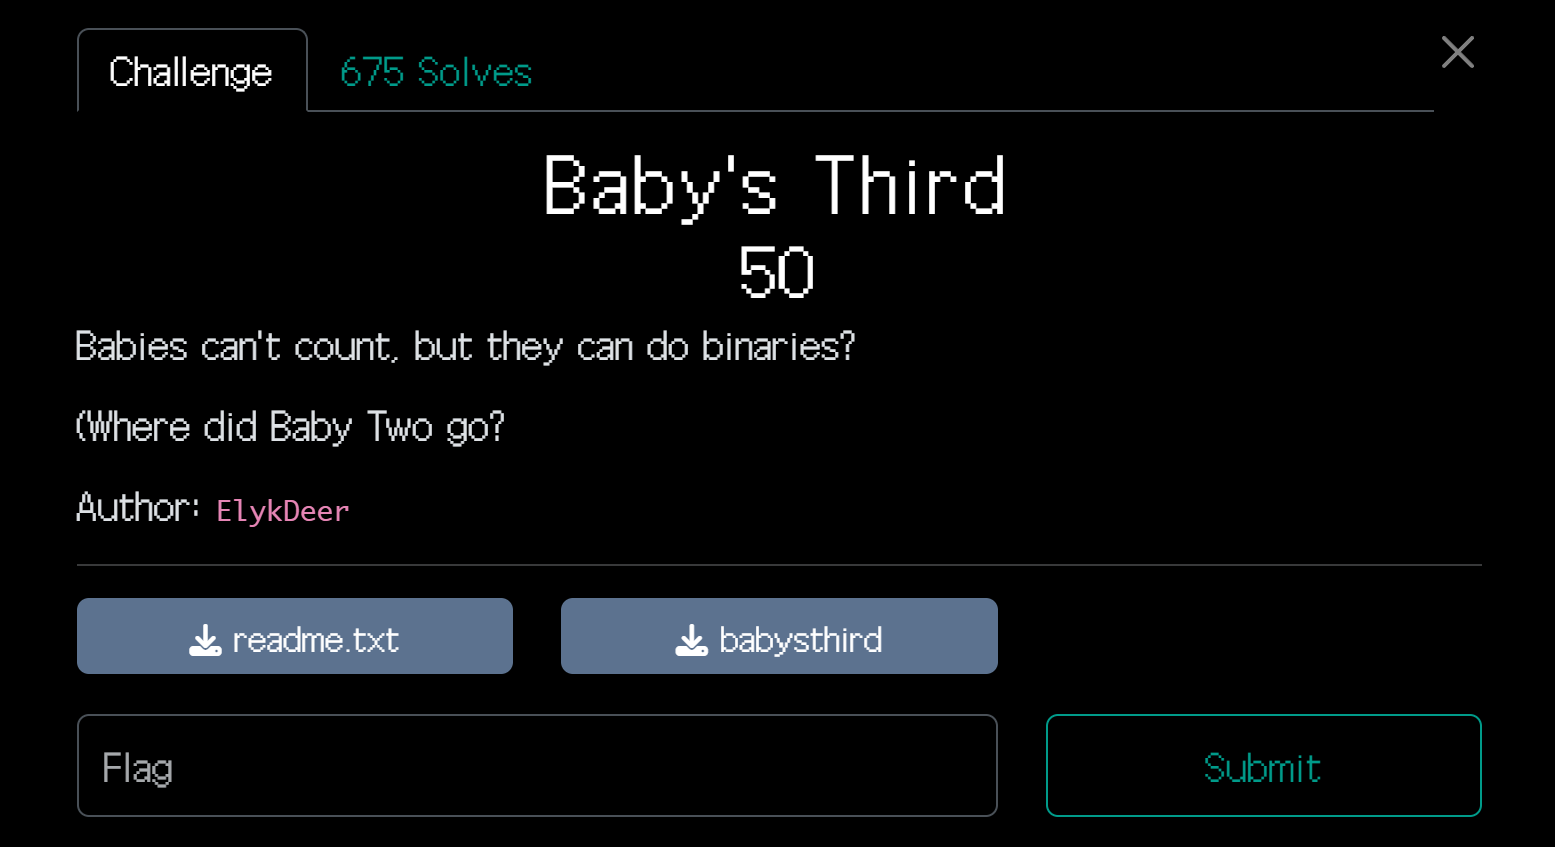 Challenge
675 Solves
Baby's Third
50
Babies can't count, but they can do binaries?
(Where did Baby Two go?
Author: ElykDeer
readme.txt
babysthird
Flag
Submit